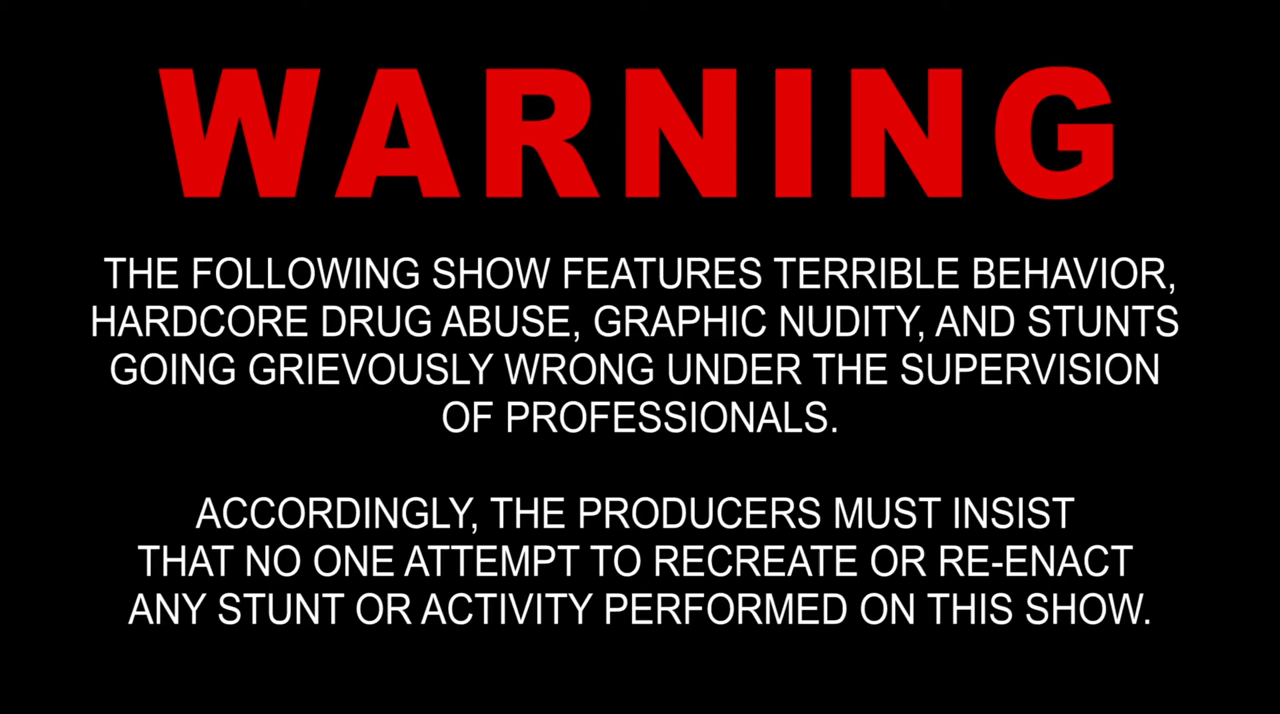 WARNING
THE FOLLOWING SHOW FEATURES TERRIBLE BEHAVIOR,
HARDCORE DRUG ABUSE, GRAPHIC NUDITY, AND STUNTS
GOING GRIEVOUSLY WRONG UNDER THE SUPERVISION
OF PROFESSIONALS.
ACCORDINGLY, THE PRODUCERS MUST INSIST
THAT NO ONE ATTEMPT TO RECREATE OR RE-ENACT
ANY STUNT OR ACTIVITY PERFORMED ON THIS SHOW.